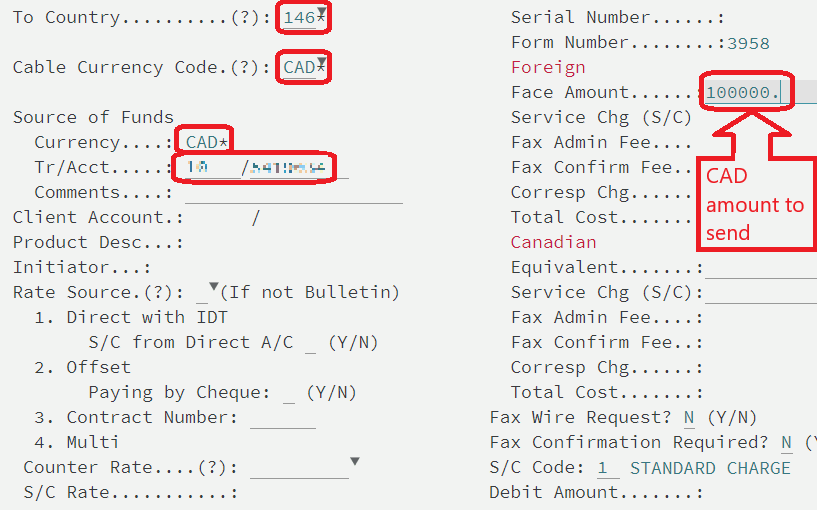 To Country..........(?): 146*
Cable Currency Code.(?): CAD*
Source of Funds
Currency....: CAD*
Tr/Acct.....: /
Comments....:
Client Account.: /
Product Desc...:
Initiator...:
Rate Source.(?): _ (If not Bulletin)
1. Direct with IDT
S/C from Direct A/C _ (Y/N)
2. Offset
Paying by Cheque: _ (Y/N)
3. Contract Number:
4. Multi
Counter Rate....(?):
S/C Rate...........:
Serial Number......:
Form Number........:3958
Foreign
Face Amount......:100000.
Service Chg (S/C)
Fax Admin Fee....
Fax Confirm Fee..
Corresp Chg......
Total Cost.......
Canadian
Equivalent.......:
Service Chg (S/C):
Fax Admin Fee....:
Fax Confirm Fee..:
Corresp Chg......:
Total Cost.......:
Fax Wire Request? N (Y/N)
Fax Confirmation Required? N (Y
S/C Code: 1 STANDARD CHARGE
Debit Amount.......:
CAD
amount to
send